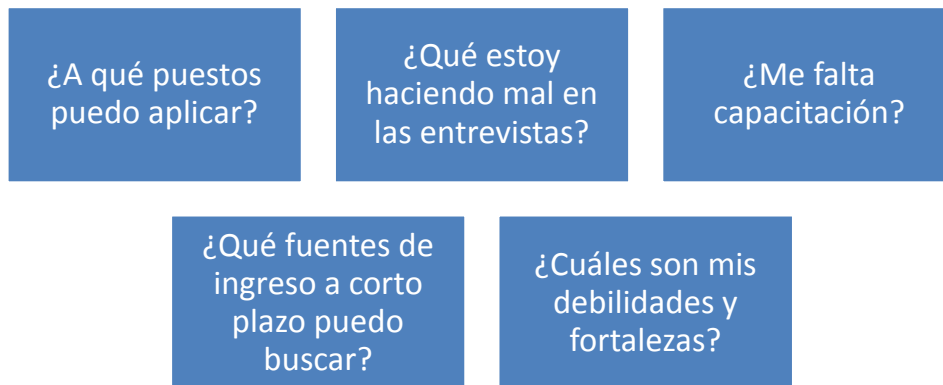 ¿A qué puestos
puedo aplicar?
¿Qué estoy
haciendo mal en
las entrevistas?
¿Me falta
capacitación?
¿Qué fuentes de
ingreso a corto
plazo puedo
buscar?
¿Cuáles son mis
debilidades y
fortalezas?